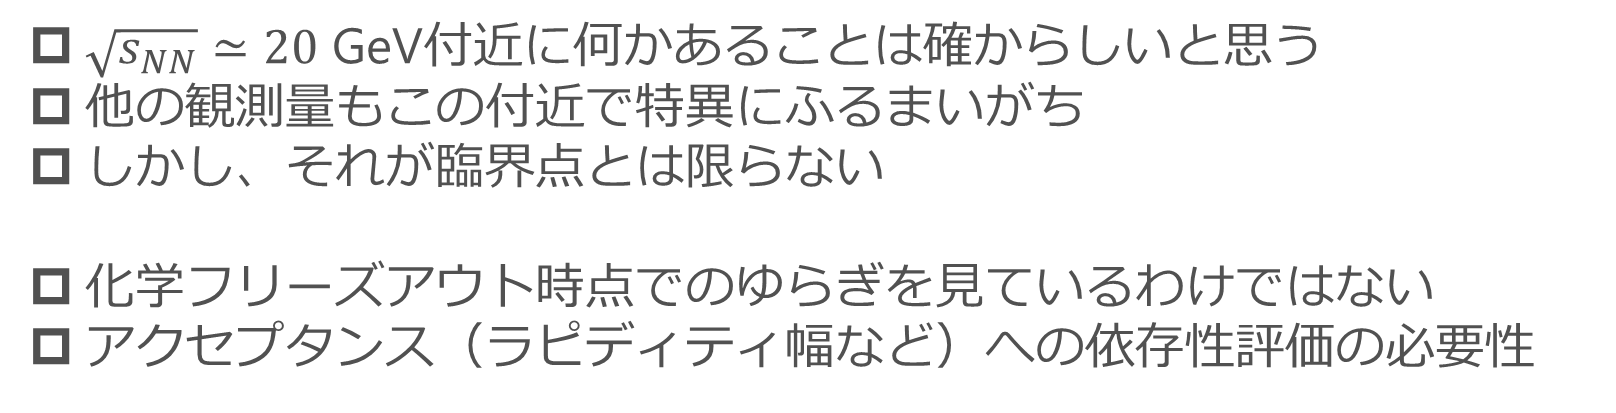 □ √s_NN ≃ 20 GeV付近に何かあることは確からしいと思う
□ 他の観測量もこの付近で特異にふるまいがち
□ しかし、それが臨界点とは限らない
□ 化学フリーズアウト時点でのゆらぎを見ているわけではない
□ アクセプタンス（ラピディティ幅など）への依存性評価の必要性